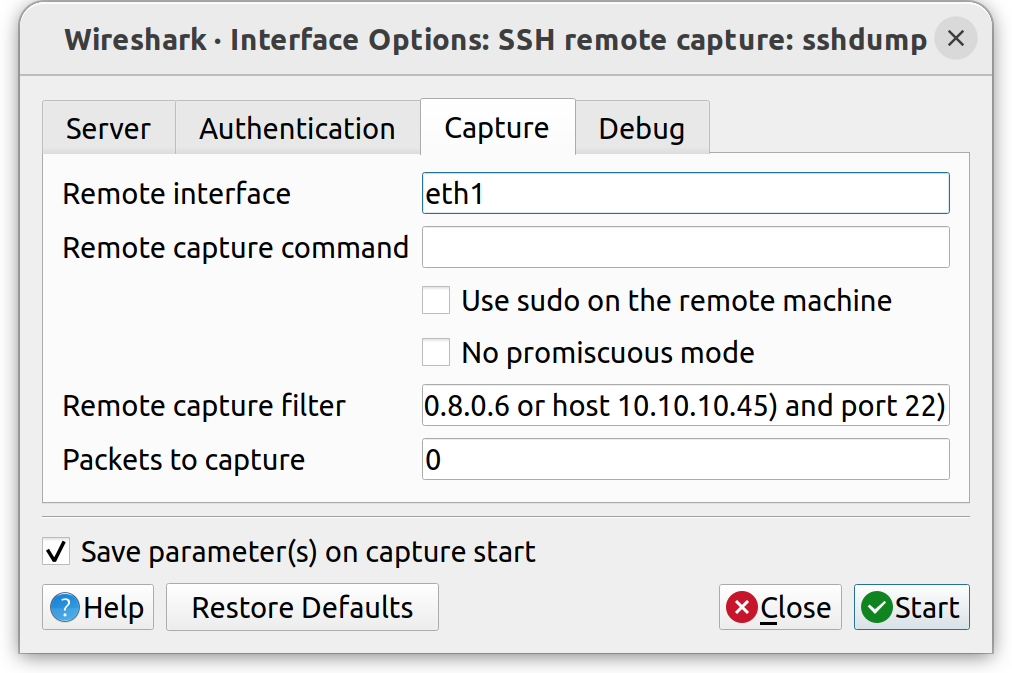 Wireshark · Interface Options: SSH remote capture: sshdump
Server Authentication Capture Debug
Remote interface eth1
Remote capture command
Use sudo on the remote machine
No promiscuous mode
Remote capture filter 0.8.0.6 or host 10.10.10.45) and port 22)
Packets to capture 0
Save parameter(s) on capture start
Help Restore Defaults Close Start